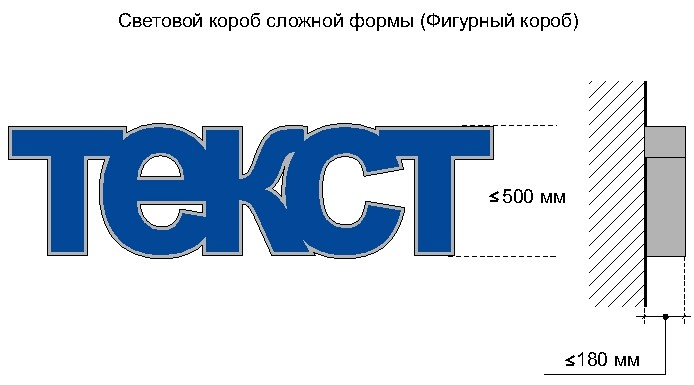 Световой короб сложной формы (Фигурный короб)
текст
≤500 мм
≤180 мм